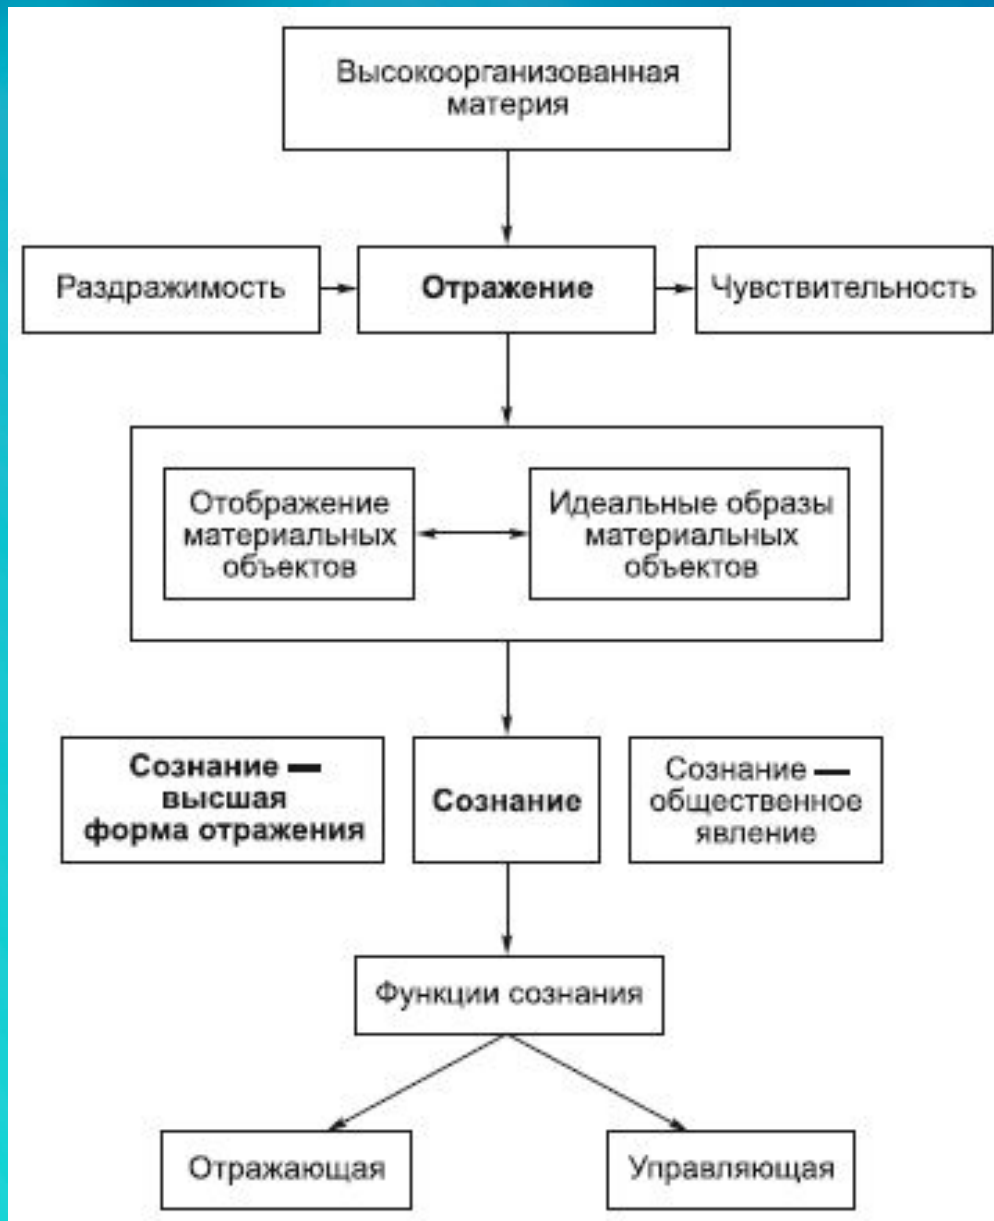 Высокоорганизованная
материя
Раздражимость
Отражение
Чувствительность
Отображение
материальных
объектов
Идеальные образы
материальных
объектов
Сознание —
высшая
форма отражения
Сознание
Сознание —
общественное
явление
Функции сознания
Отражающая
Управляющая